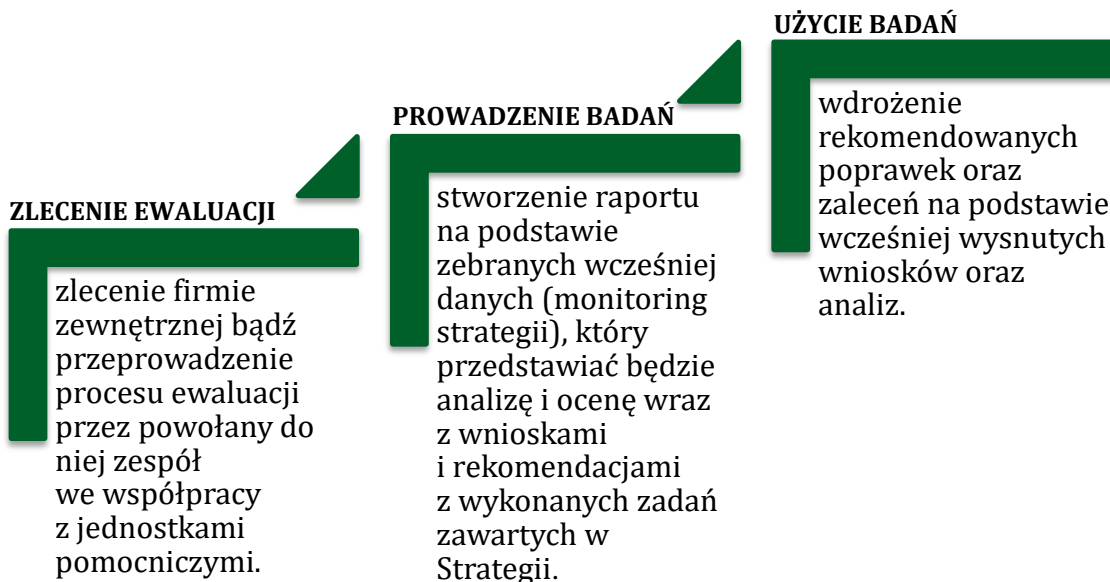 ZLECENIE EWALUACJI
zlecenie firmie
zewnętrznej bądź
przeprowadzenie
procesu ewaluacji
przez powołany do
niej zespół
we współpracy
z jednostkami
pomocniczymi.
PROWADZENIE BADAŃ
stworzenie raportu
na podstawie
zebranych wcześniej
danych (monitoring
strategii), który
przedstawiać będzie
analizę i ocenę wraz
z wnioskami
i rekomendacjami
z wykonanych zadań
zawartych w
Strategii.
UŻYCIE BADAŃ
wdrożenie
rekomendowanych
poprawek oraz
zaleceń na podstawie
wcześniej wysnutych
wniosków oraz
analiz.